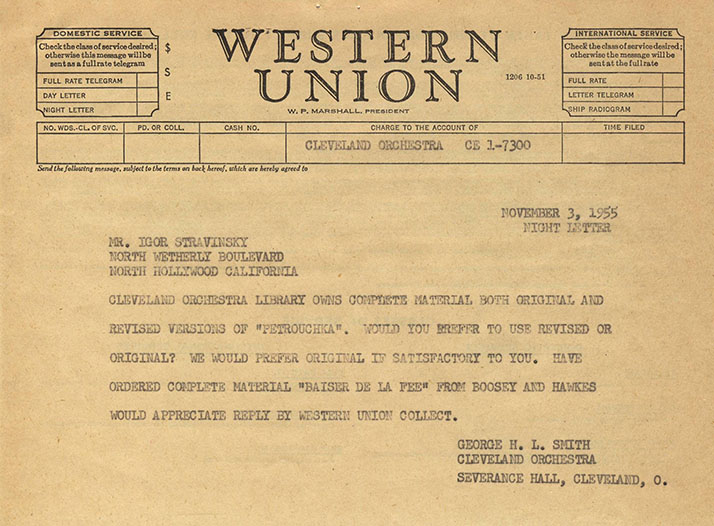 DOMESTIC SERVICE
Check the class of service desired;
otherwise this message will be
sent as a full rate telegram
FULL RATE TELEGRAM
DAY LETTER
NIGHT LETTER
$
S
E
WESTERN
UNION
1206 10-51
W. P. MARSHALL, PRESIDENT
INTERNATIONAL SERVICE
Check the class of service desired;
otherwise the message will be
sent at the full rate
FULL RATE
LETTER TELEGRAM
SHIP RADIOGRAM
NO. WDS.-CL. OF SVC. PD. OR COLL. CASH NO. CHARGE TO THE ACCOUNT OF TIME FILED
CLEVELAND ORCHESTRA CE 1-7300
Send the following message, subject to the terms on back hereof, which are hereby agreed to
NOVEMBER 3, 1955
NIGHT LETTER
MR. IGOR STRAVINSKY
NORTH WETHERLY BOULEVARD
NORTH HOLLYWOOD CALIFORNIA
CLEVELAND ORCHESTRA LIBRARY OWNS COMPLETE MATERIAL BOTH ORIGINAL AND
REVISED VERSIONS OF "PETROUCHKA". WOULD YOU PREFER TO USE REVISED OR
ORIGINAL? WE WOULD PREFER ORIGINAL IF SATISFACTORY TO YOU. HAVE
ORDERED COMPLETE MATERIAL "BAISER DE LA FEE" FROM BOOSEY AND HAWKES
WOULD APPRECIATE REPLY BY WESTERN UNION COLLECT.
GEORGE H. L. SMITH
CLEVELAND ORCHESTRA
SEVERANCE HALL, CLEVELAND, O.